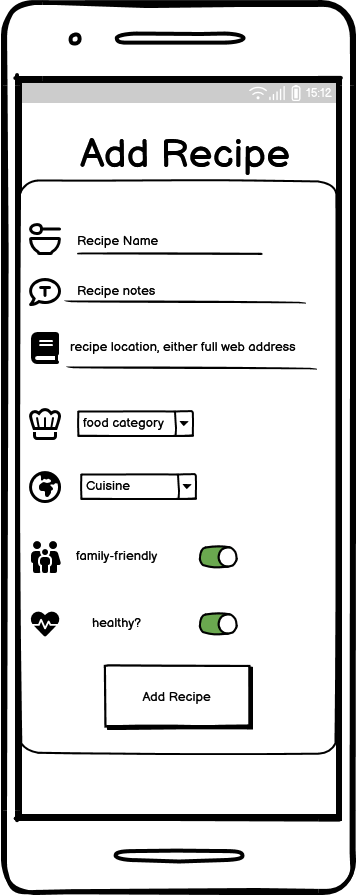 15:12
Add Recipe
Recipe Name
T Recipe notes
recipe location, either full web address
food category
Cuisine
family-friendly
healthy?
Add Recipe